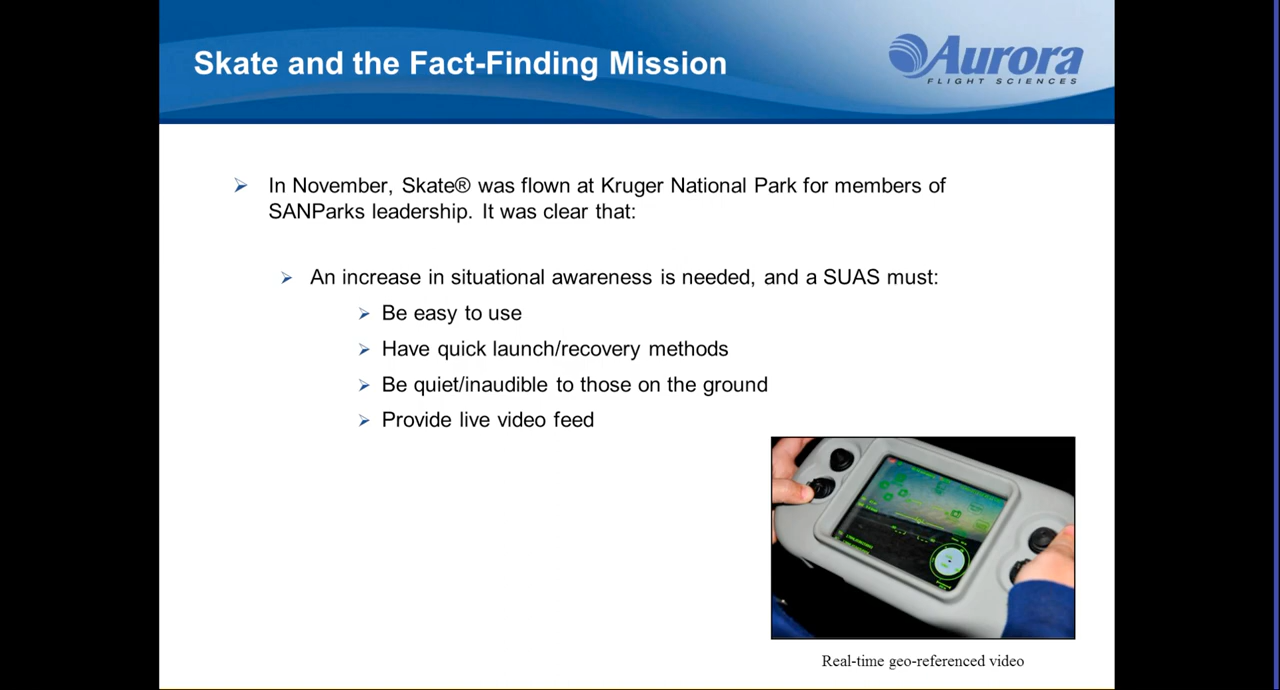 Skate and the Fact-Finding Mission
Aurora
FLIGHT SCIENCES
In November, Skate® was flown at Kruger National Park for members of
SANParks leadership. It was clear that:
An increase in situational awareness is needed, and a SUAS must:
Be easy to use
Have quick launch/recovery methods
Be quiet/inaudible to those on the ground
Provide live video feed
Real-time geo-referenced video